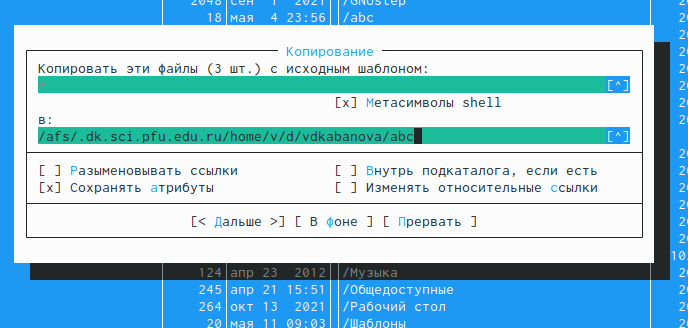 2048 сен 1 2021 /GNUstep
18 мая 4 23:56 /abc
Копирование
Копировать эти файлы (3 шт.) с исходным шаблоном:
* [^]
[x] Метасимволы shell
в:
/afs/.dk.sci.pfu.edu.ru/home/v/d/vdkabanova/abc [^]
[ ] Разыменовывать ссылки [ ] Внутрь подкаталога, если есть
[x] Сохранять атрибуты [ ] Изменять относительные ссылки
[< Дальше >] [ В фоне ] [ Прервать ]
124 апр 23 2012 /Музыка
245 апр 21 15:51 /Общедоступные
264 окт 13 2021 /Рабочий стол
20 мая 11 09:03 /Шаблоны